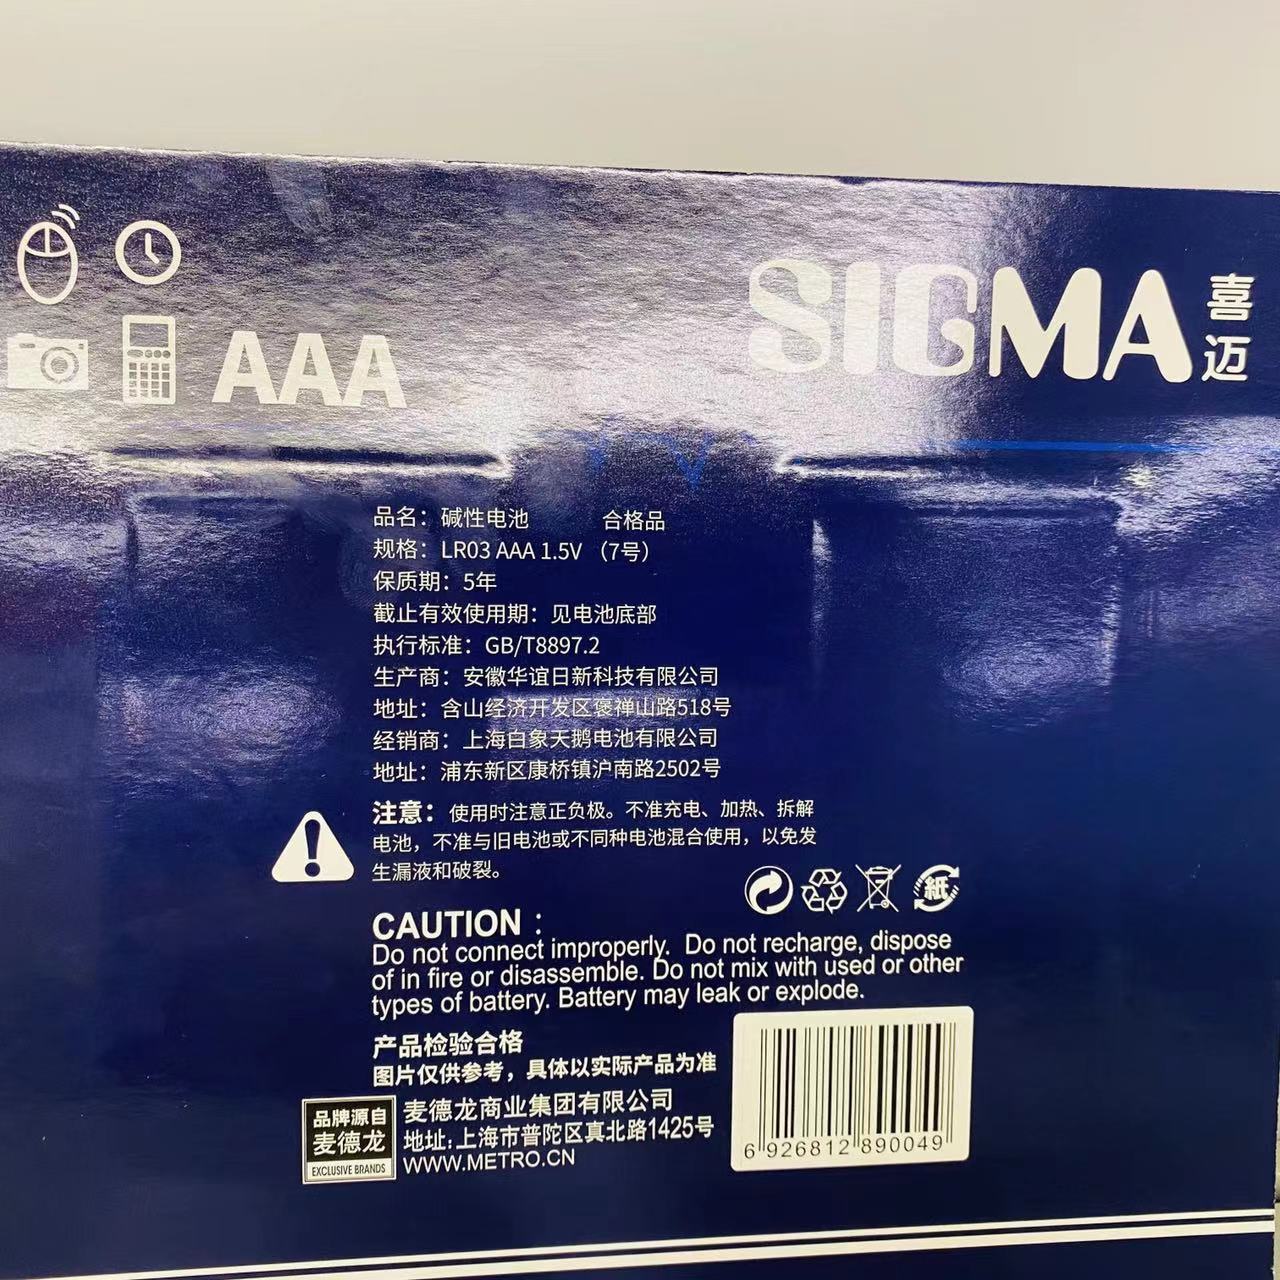 SIGMA 喜迈
AAA
品名：碱性电池 合格品
规格：LR03 AAA 1.5V （7号）
保质期：5年
截止有效使用期：见电池底部
执行标准：GB/T8897.2
生产商：安徽华谊日新科技有限公司
地址：含山经济开发区褒禅山路518号
经销商：上海白象天鹅电池有限公司
地址：浦东新区康桥镇沪南路2502号
注意：使用时注意正负极。不准充电、加热、拆解
电池，不准与旧电池或不同种电池混合使用，以免发
生漏液和破裂。
紙
CAUTION：
Do not connect improperly. Do not recharge, dispose
of in fire or disassemble. Do not mix with used or other
types of battery. Battery may leak or explode.
产品检验合格
图片仅供参考，具体以实际产品为准
品牌源自
麦德龙
EXCLUSIVE BRANDS
麦德龙商业集团有限公司
地址:上海市普陀区真北路1425号
WWW.METRO.CN
6 926812 890049